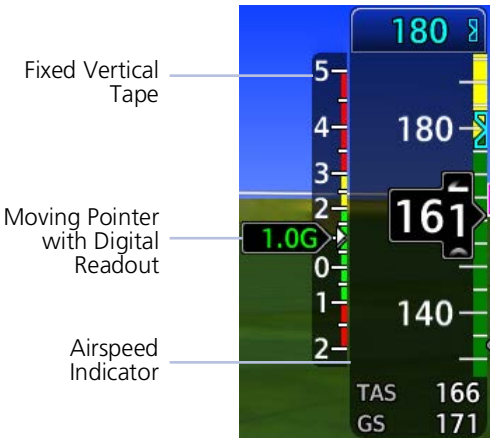 180
Fixed Vertical
Tape
5
4
3
2
0
1
2
180
161
140
Moving Pointer
with Digital
Readout
1.0G
Airspeed
Indicator
TAS 166
GS 171